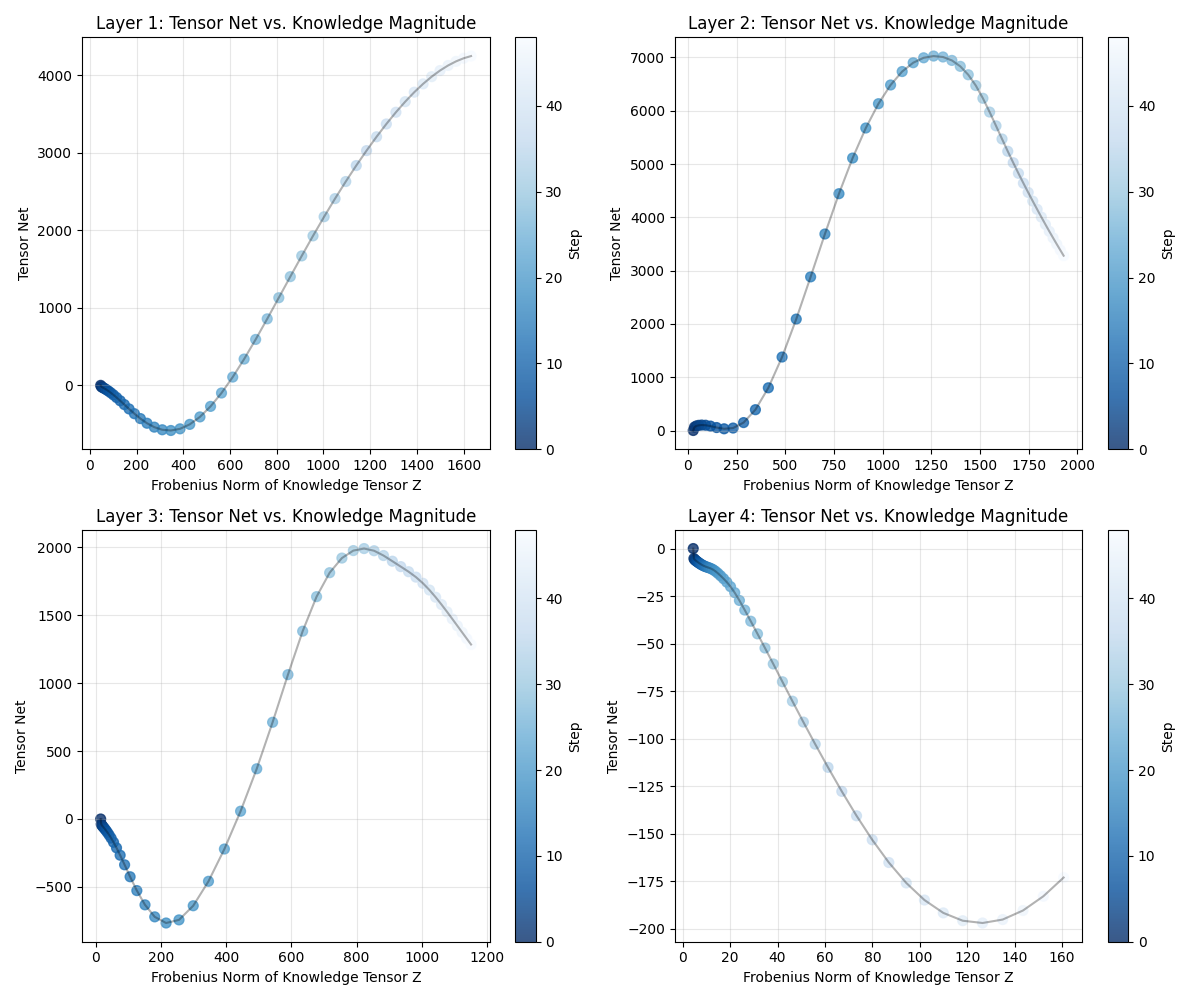 Layer 1: Tensor Net vs. Knowledge Magnitude
4000
3000
2000
1000
0
Tensor Net
0 200 400 600 800 1000 1200 1400 1600
Frobenius Norm of Knowledge Tensor Z
40
30
20
10
0
Step
Layer 2: Tensor Net vs. Knowledge Magnitude
7000
6000
5000
4000
3000
2000
1000
0
Tensor Net
0 250 500 750 1000 1250 1500 1750 2000
Frobenius Norm of Knowledge Tensor Z
40
30
20
10
0
Step
Layer 3: Tensor Net vs. Knowledge Magnitude
2000
1500
1000
500
0
−500
Tensor Net
0 200 400 600 800 1000 1200
Frobenius Norm of Knowledge Tensor Z
40
30
20
10
0
Step
Layer 4: Tensor Net vs. Knowledge Magnitude
0
−25
−50
−75
−100
−125
−150
−175
−200
Tensor Net
0 20 40 60 80 100 120 140 160
Frobenius Norm of Knowledge Tensor Z
40
30
20
10
0
Step